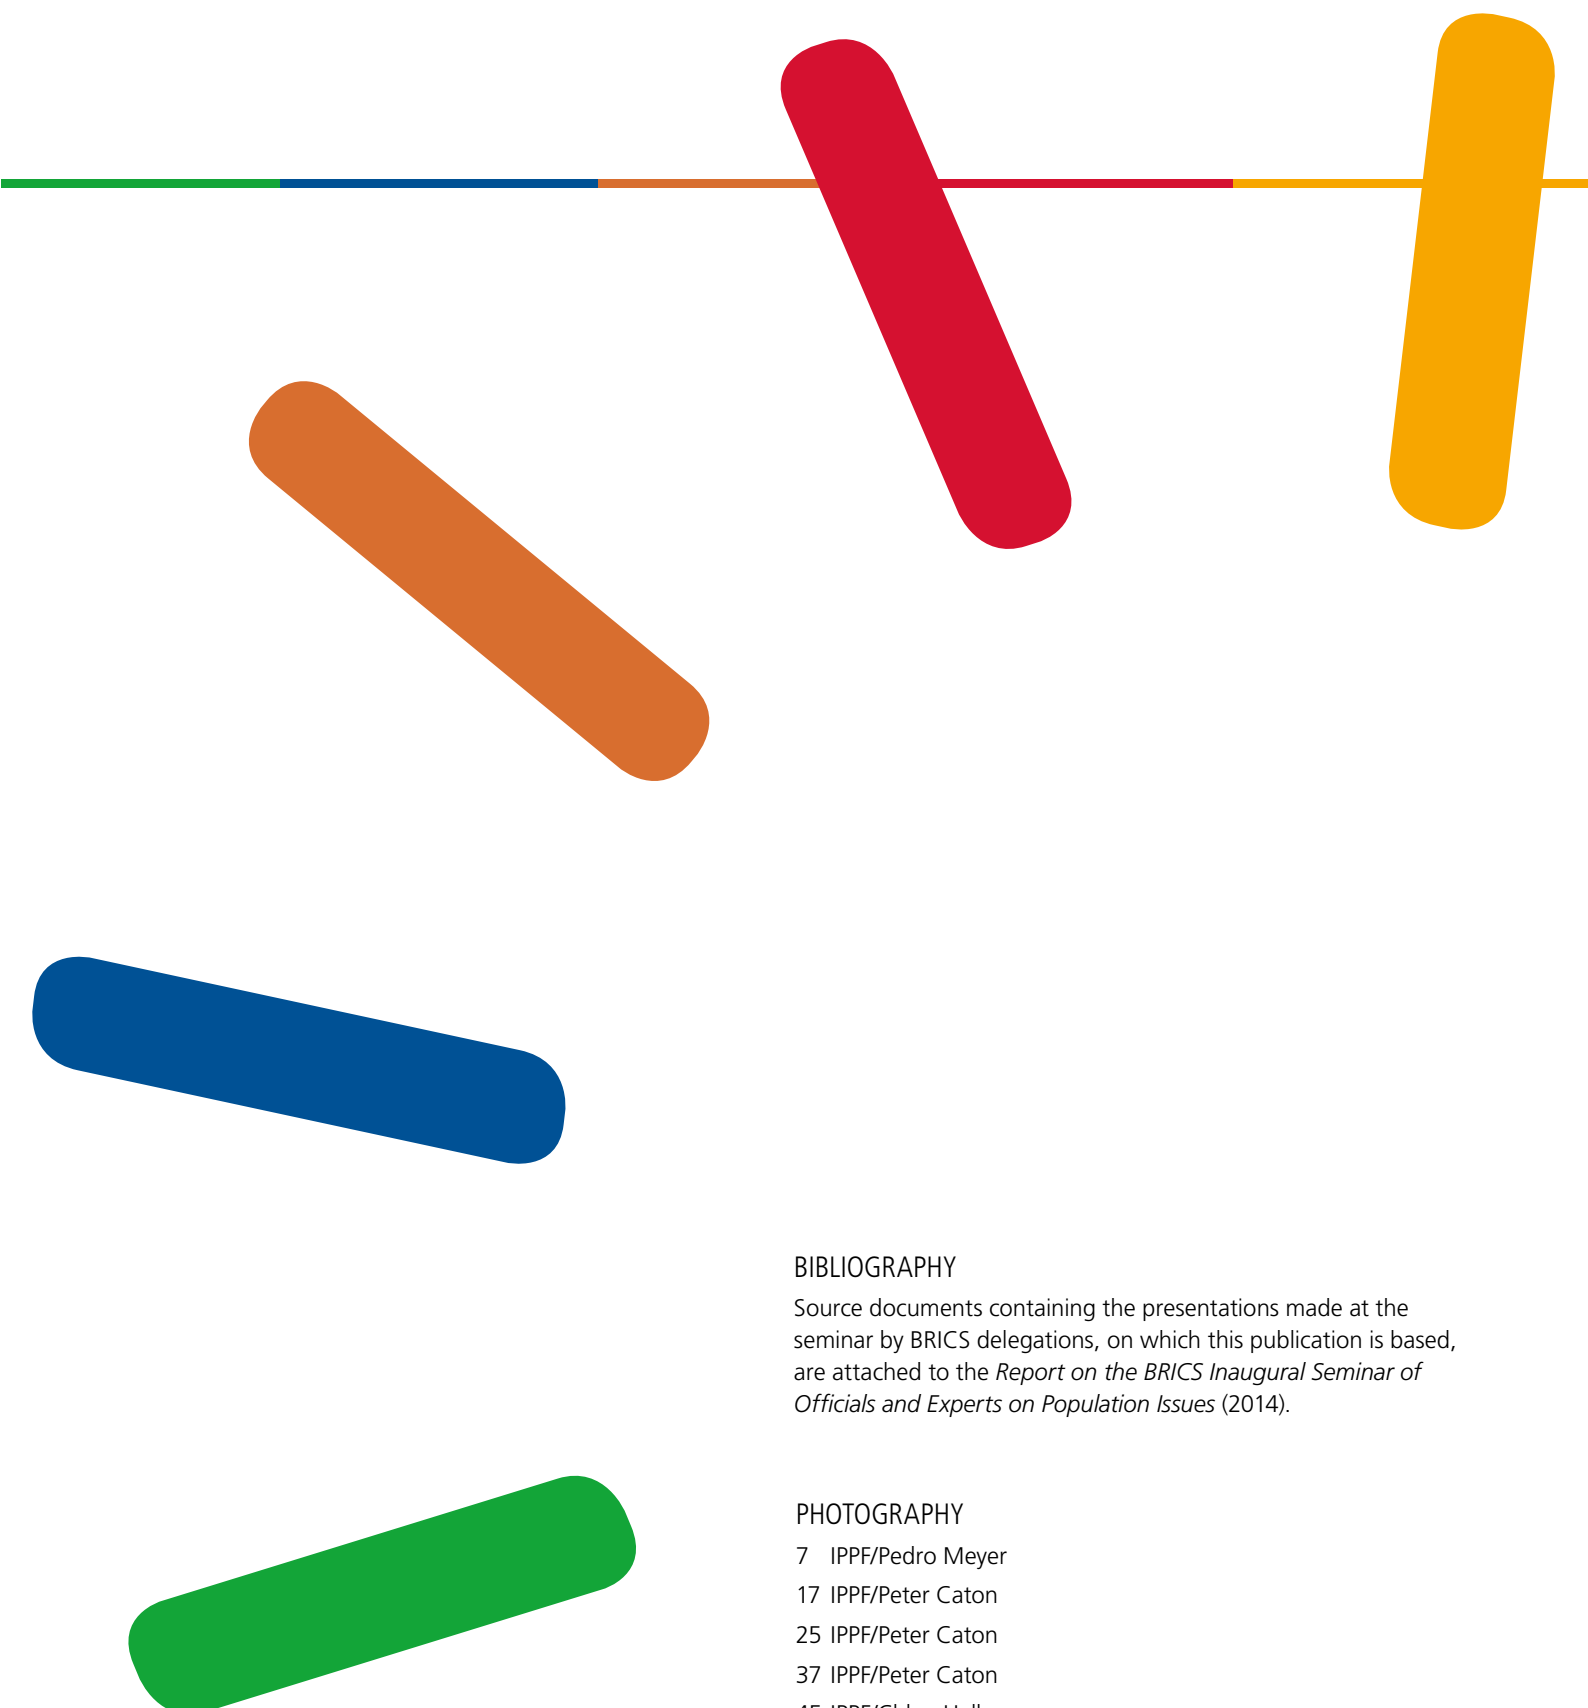 BIBLIOGRAPHY
Source documents containing the presentations made at the
seminar by BRICS delegations, on which this publication is based,
are attached to the Report on the BRICS Inaugural Seminar of
Officials and Experts on Population Issues (2014).
PHOTOGRAPHY
7 IPPF/Pedro Meyer
17 IPPF/Peter Caton
25 IPPF/Peter Caton
37 IPPF/Peter Caton